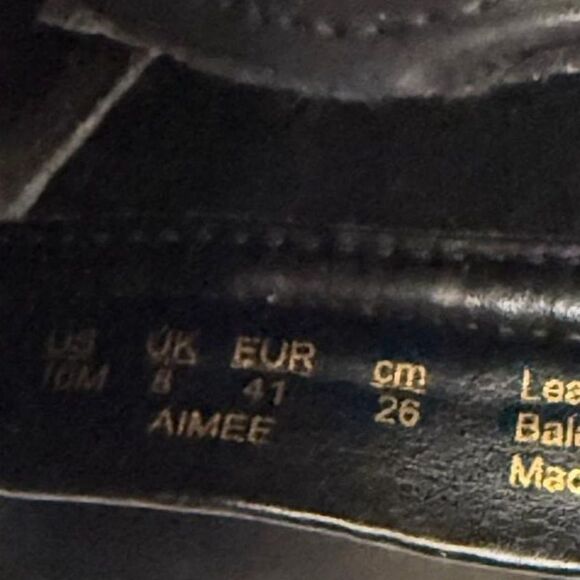 US UK EUR cm
10M 8 41 26
AIMEE
Lea
Bala
Mad